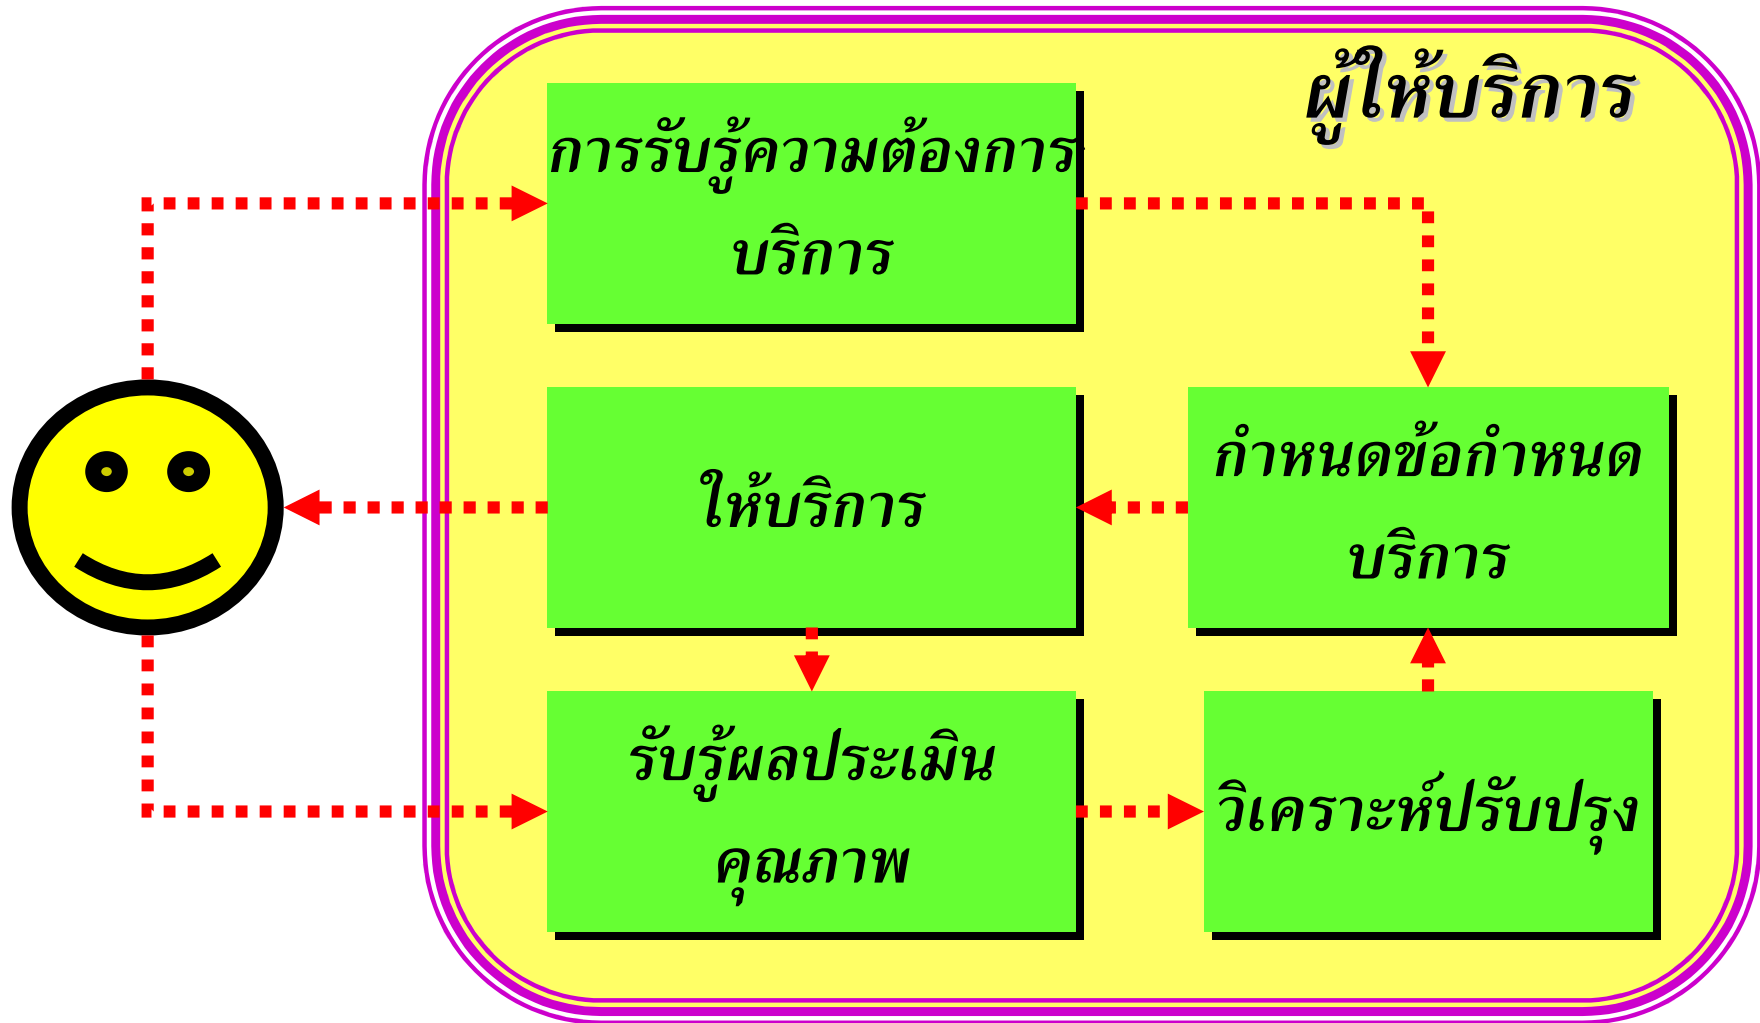 ผู้ให้บริการ
การรับรู้ความต้องการ
บริการ
ให้บริการ
กำหนดข้อกำหนด
บริการ
รับรู้ผลประเมิน
คุณภาพ
วิเคราะห์ปรับปรุง